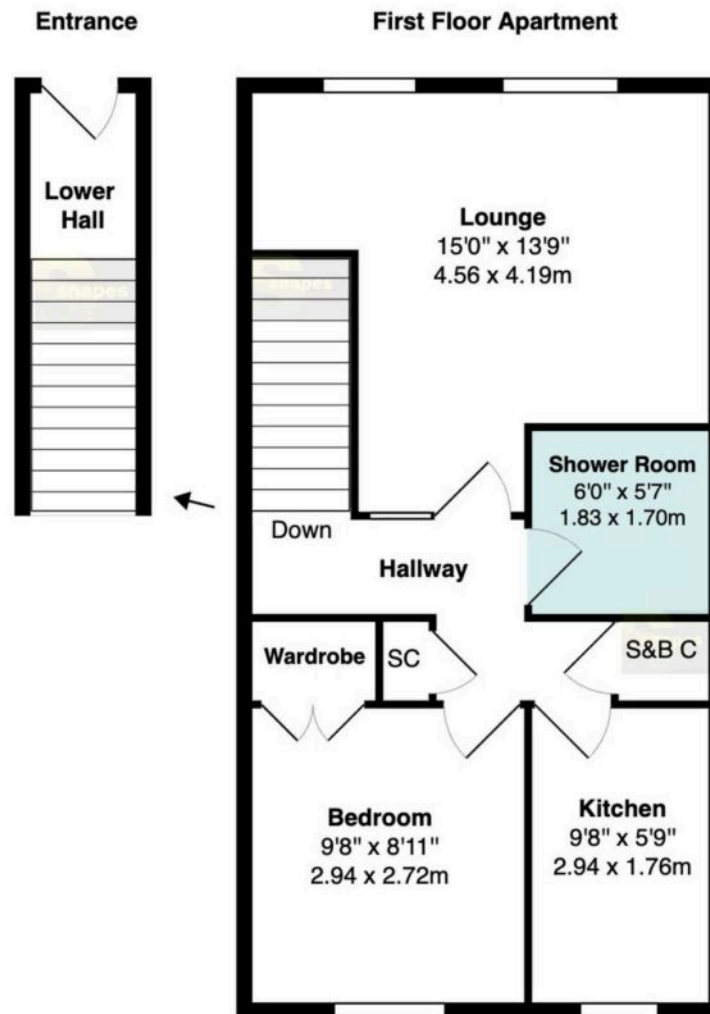 Entrance
First Floor Apartment
Lower
Hall
snapes
Lounge
15'0" x 13'9"
4.56 x 4.19m
snapes
Shower Room
6'0" x 5'7"
1.83 x 1.70m
Down
Hallway
Wardrobe
SC
S&B C
Bedroom
9'8" x 8'11"
2.94 x 2.72m
Kitchen
9'8" x 5'9"
2.94 x 1.76m